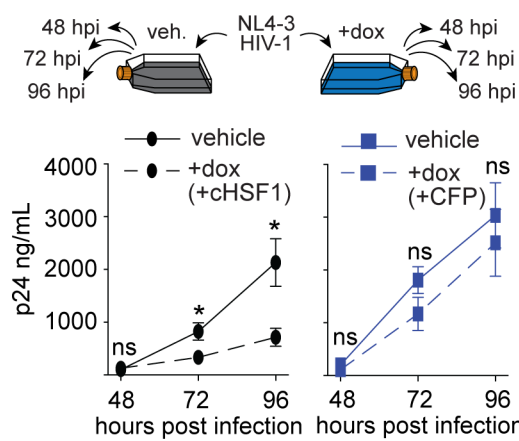 48 hpi
72 hpi
96 hpi
veh.
NL4-3
HIV-1
+dox
48 hpi
72 hpi
96 hpi
vehicle
+dox
(+cHSF1)
p24 ng/mL
4000
3000
2000
1000
ns
*
*
48 72 96
hours post infection
vehicle
+dox
(+CFP)
ns
ns
ns
48 72 96
hours post infection